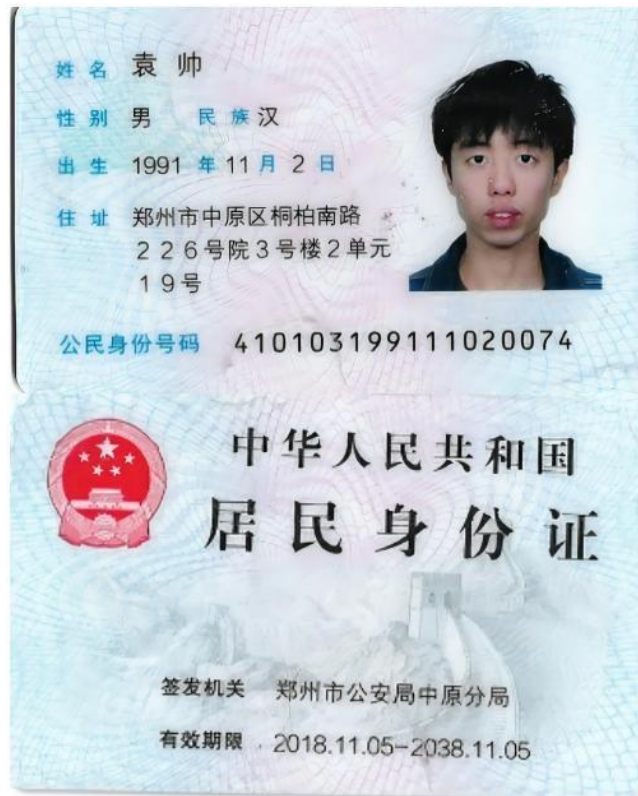 姓名 袁帅
性别 男 民族 汉
出生 1991 年 11 月 2 日
住址 郑州市中原区桐柏南路
226号院3号楼2单元
19号
公民身份号码 410103199111020074
中华人民共和国
居民身份证
签发机关 郑州市公安局中原分局
有效期限 2018.11.05-2038.11.05